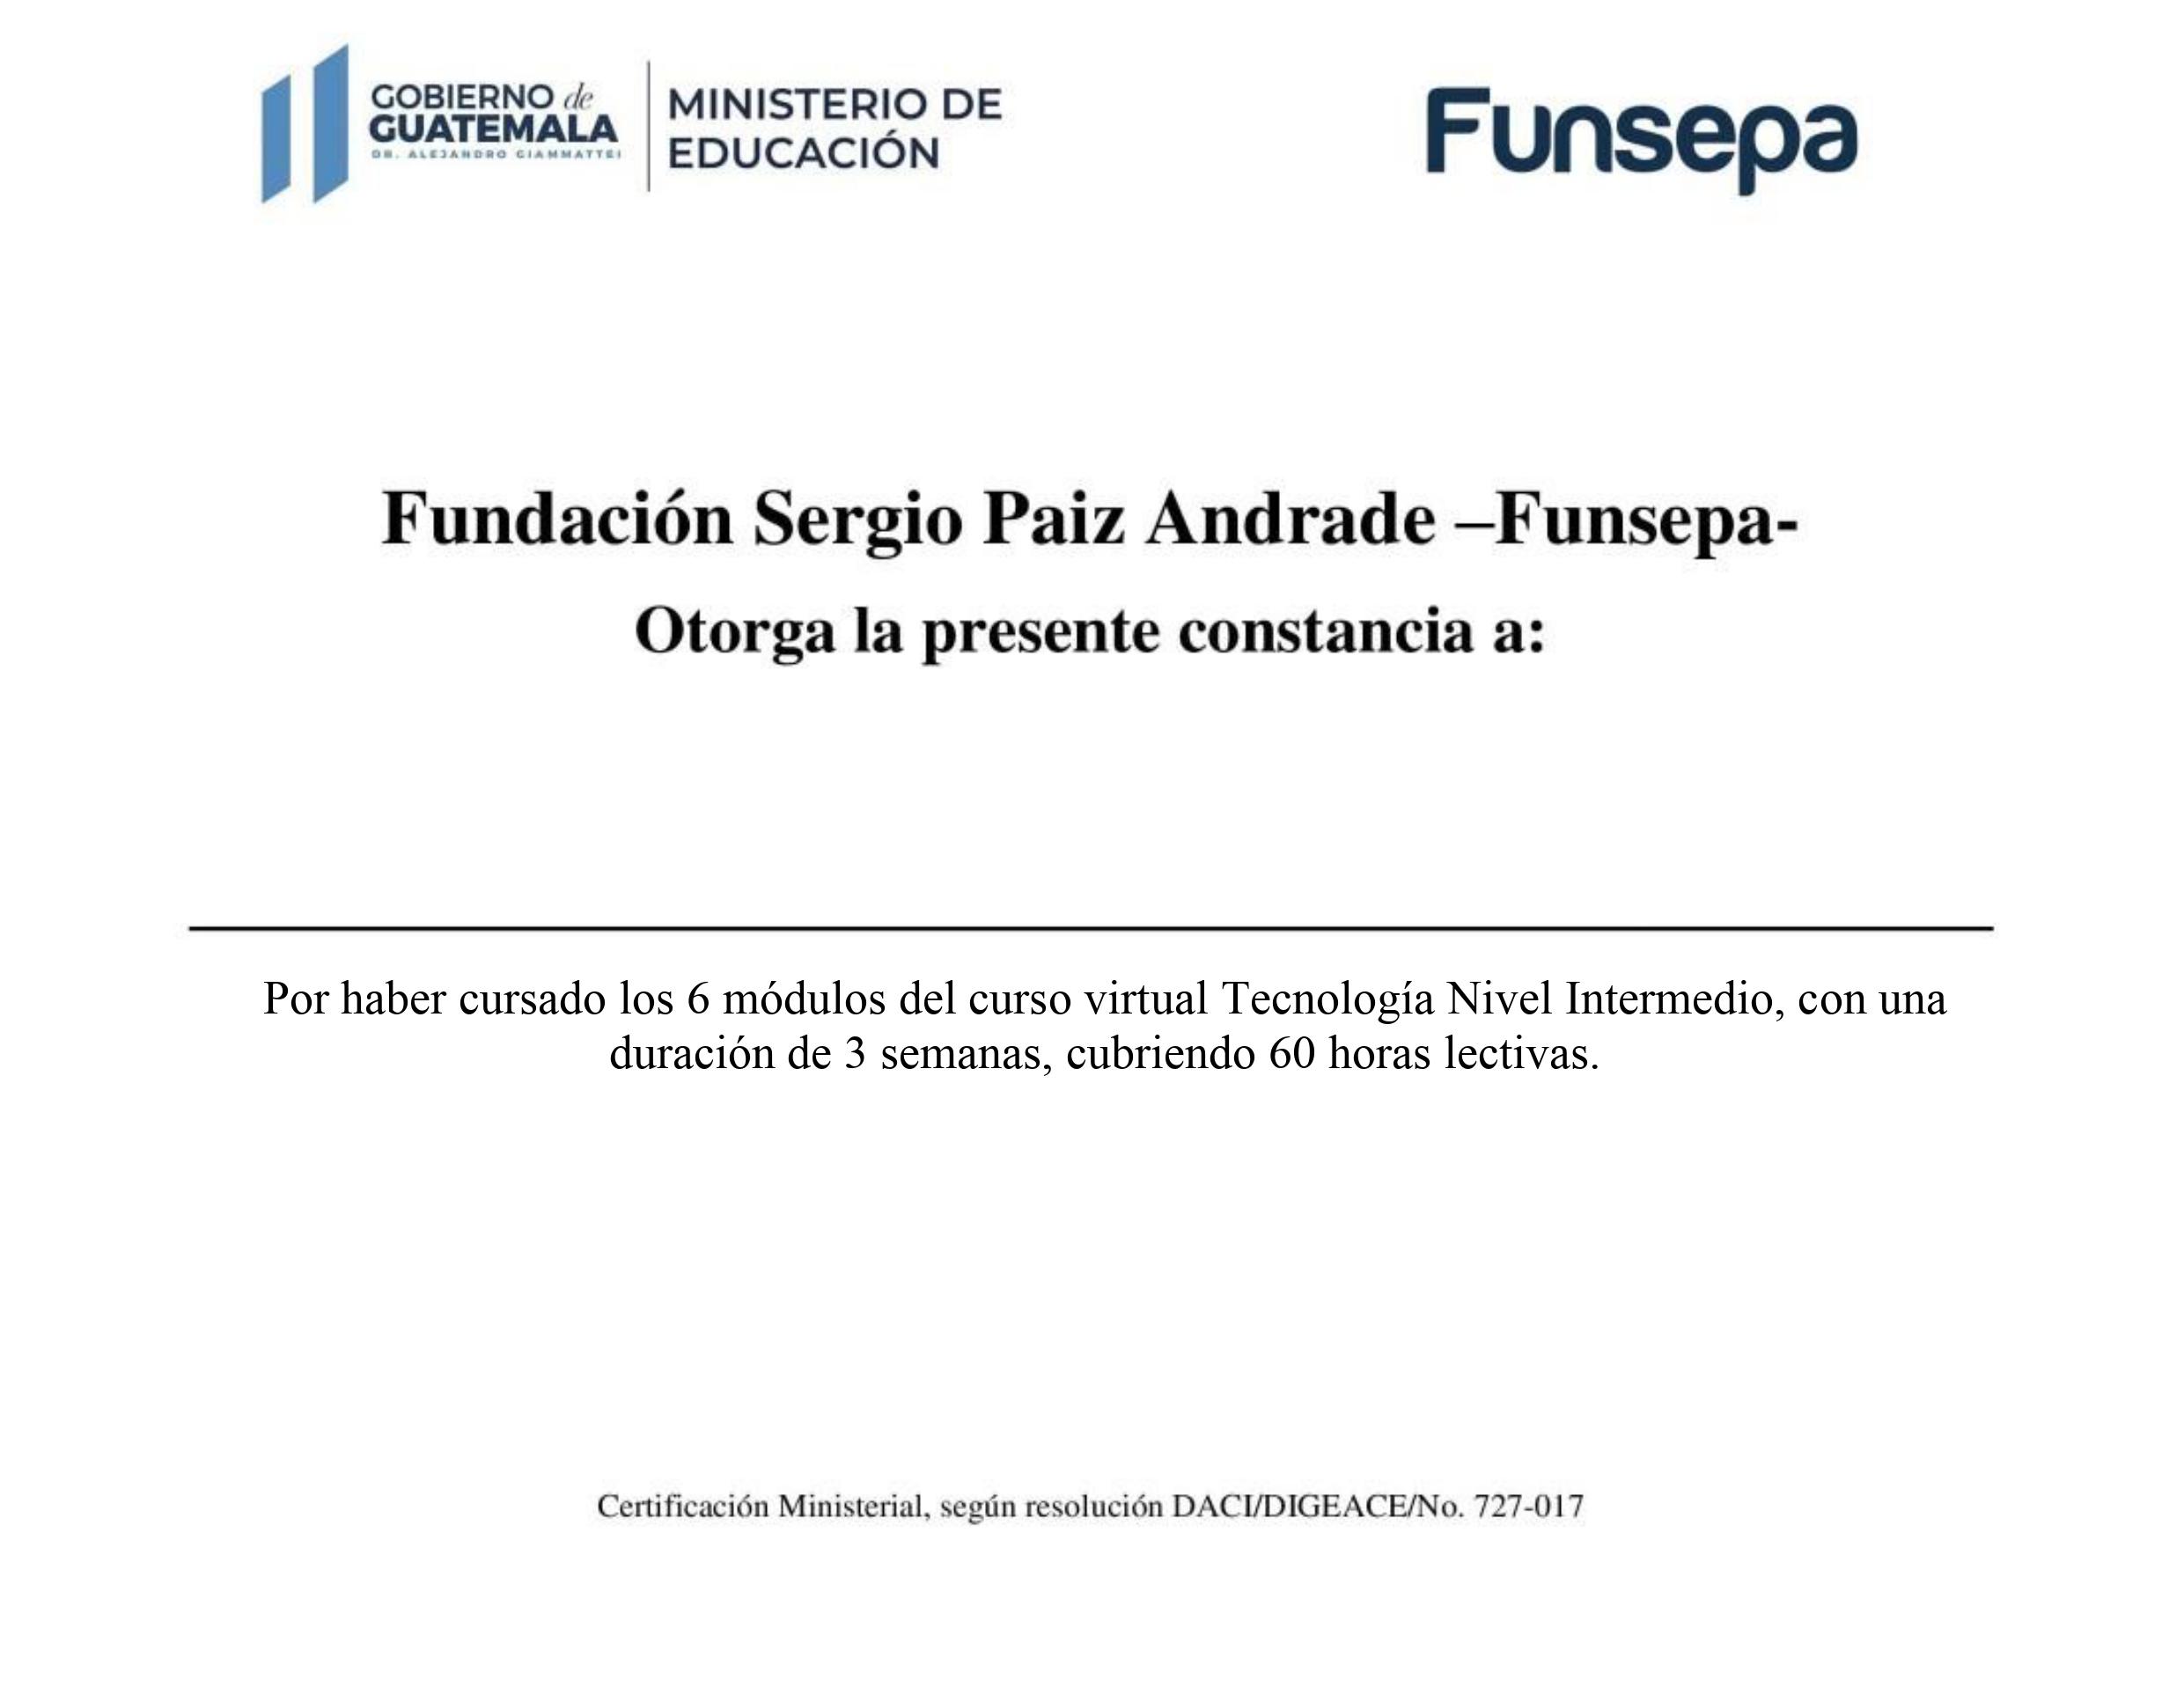 GOBIERNO de
GUATEMALA
DR. ALEJANDRO GIAMMATTEI
MINISTERIO DE
EDUCACIÓN
Funsepa
Fundación Sergio Paiz Andrade –Funsepa-
Otorga la presente constancia a:
Por haber cursado los 6 módulos del curso virtual Tecnología Nivel Intermedio, con una
duración de 3 semanas, cubriendo 60 horas lectivas.
Certificación Ministerial, según resolución DACI/DIGEACE/No. 727-017